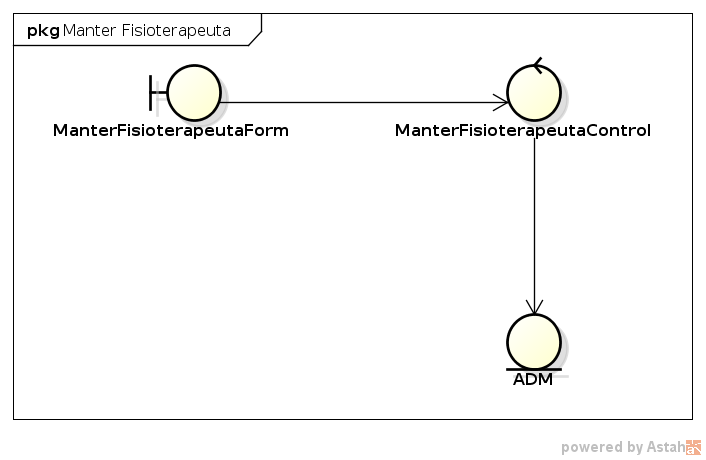 pkg Manter Fisioterapeuta
ManterFisioterapeutaForm
ManterFisioterapeutaControl
ADM
powered by Astah